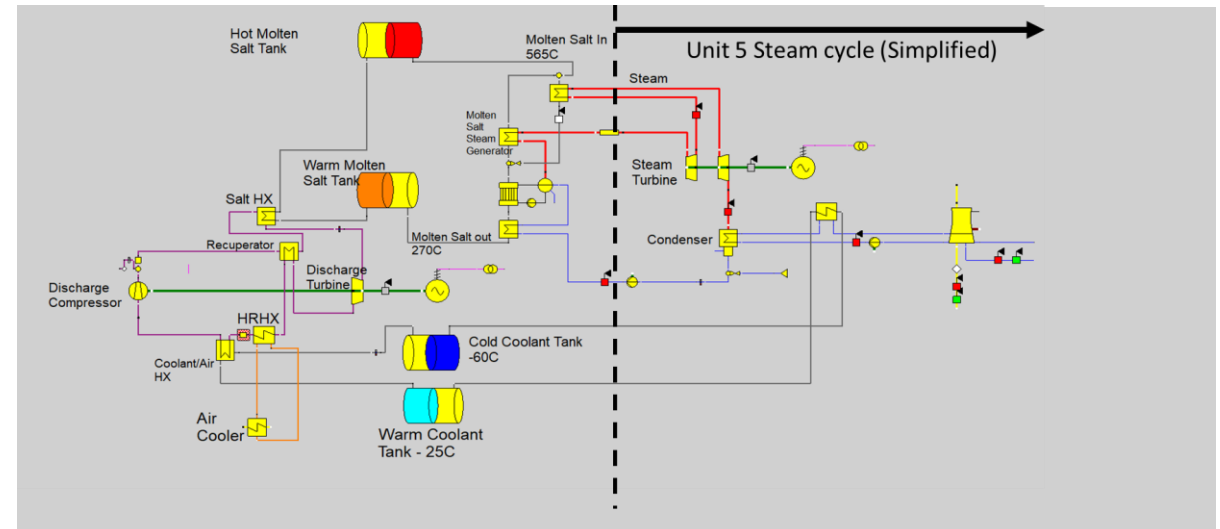 Hot Molten
Salt Tank
Molten Salt In
565C
Unit 5 Steam cycle (Simplified)
Steam
Molten
Salt
Steam
Generator
Warm Molten
Salt Tank
Steam
Turbine
Salt HX
Molten Salt out
270C
Condenser
Recuperator
Discharge
Turbine
Discharge
Compressor
HRHX
Cold Coolant Tank
-60C
Coolant/Air
HX
Air
Cooler
Warm Coolant
Tank - 25C